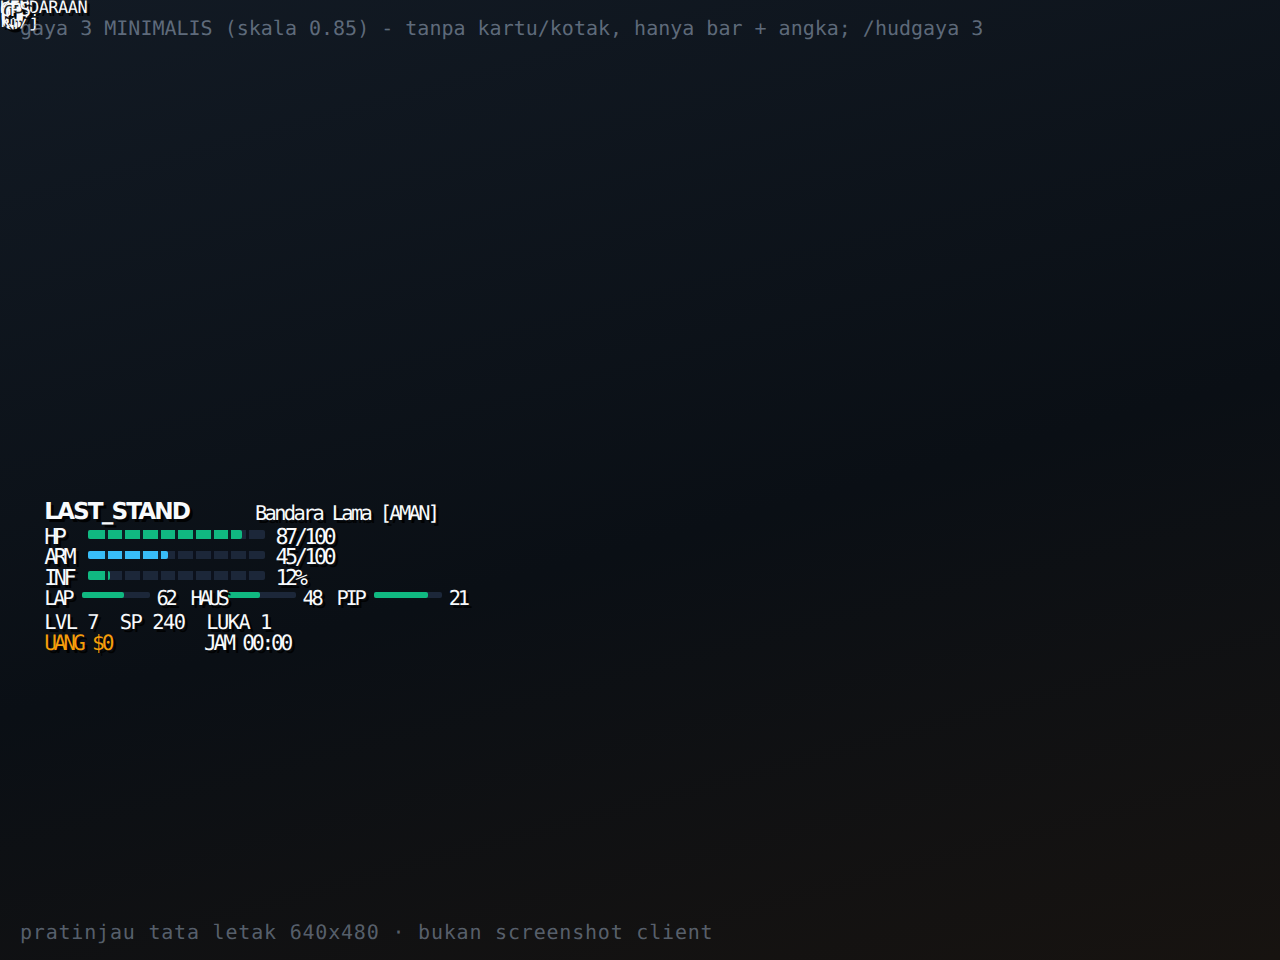 DARAAN
gaya 3 MINIMALIS (skala 0.85) - tanpa kartu/kotak, hanya bar + angka; /hudgaya 3
LAST_STAND Bandara Lama [AMAN]
HP 87/100
ARM 45/100
INF 12%
LAP 62 HAUS 48 PIP 21
LVL 7 SP 240 LUKA 1
UANG $0 JAM 00:00
pratinjau tata letak 640x480 · bukan screenshot client